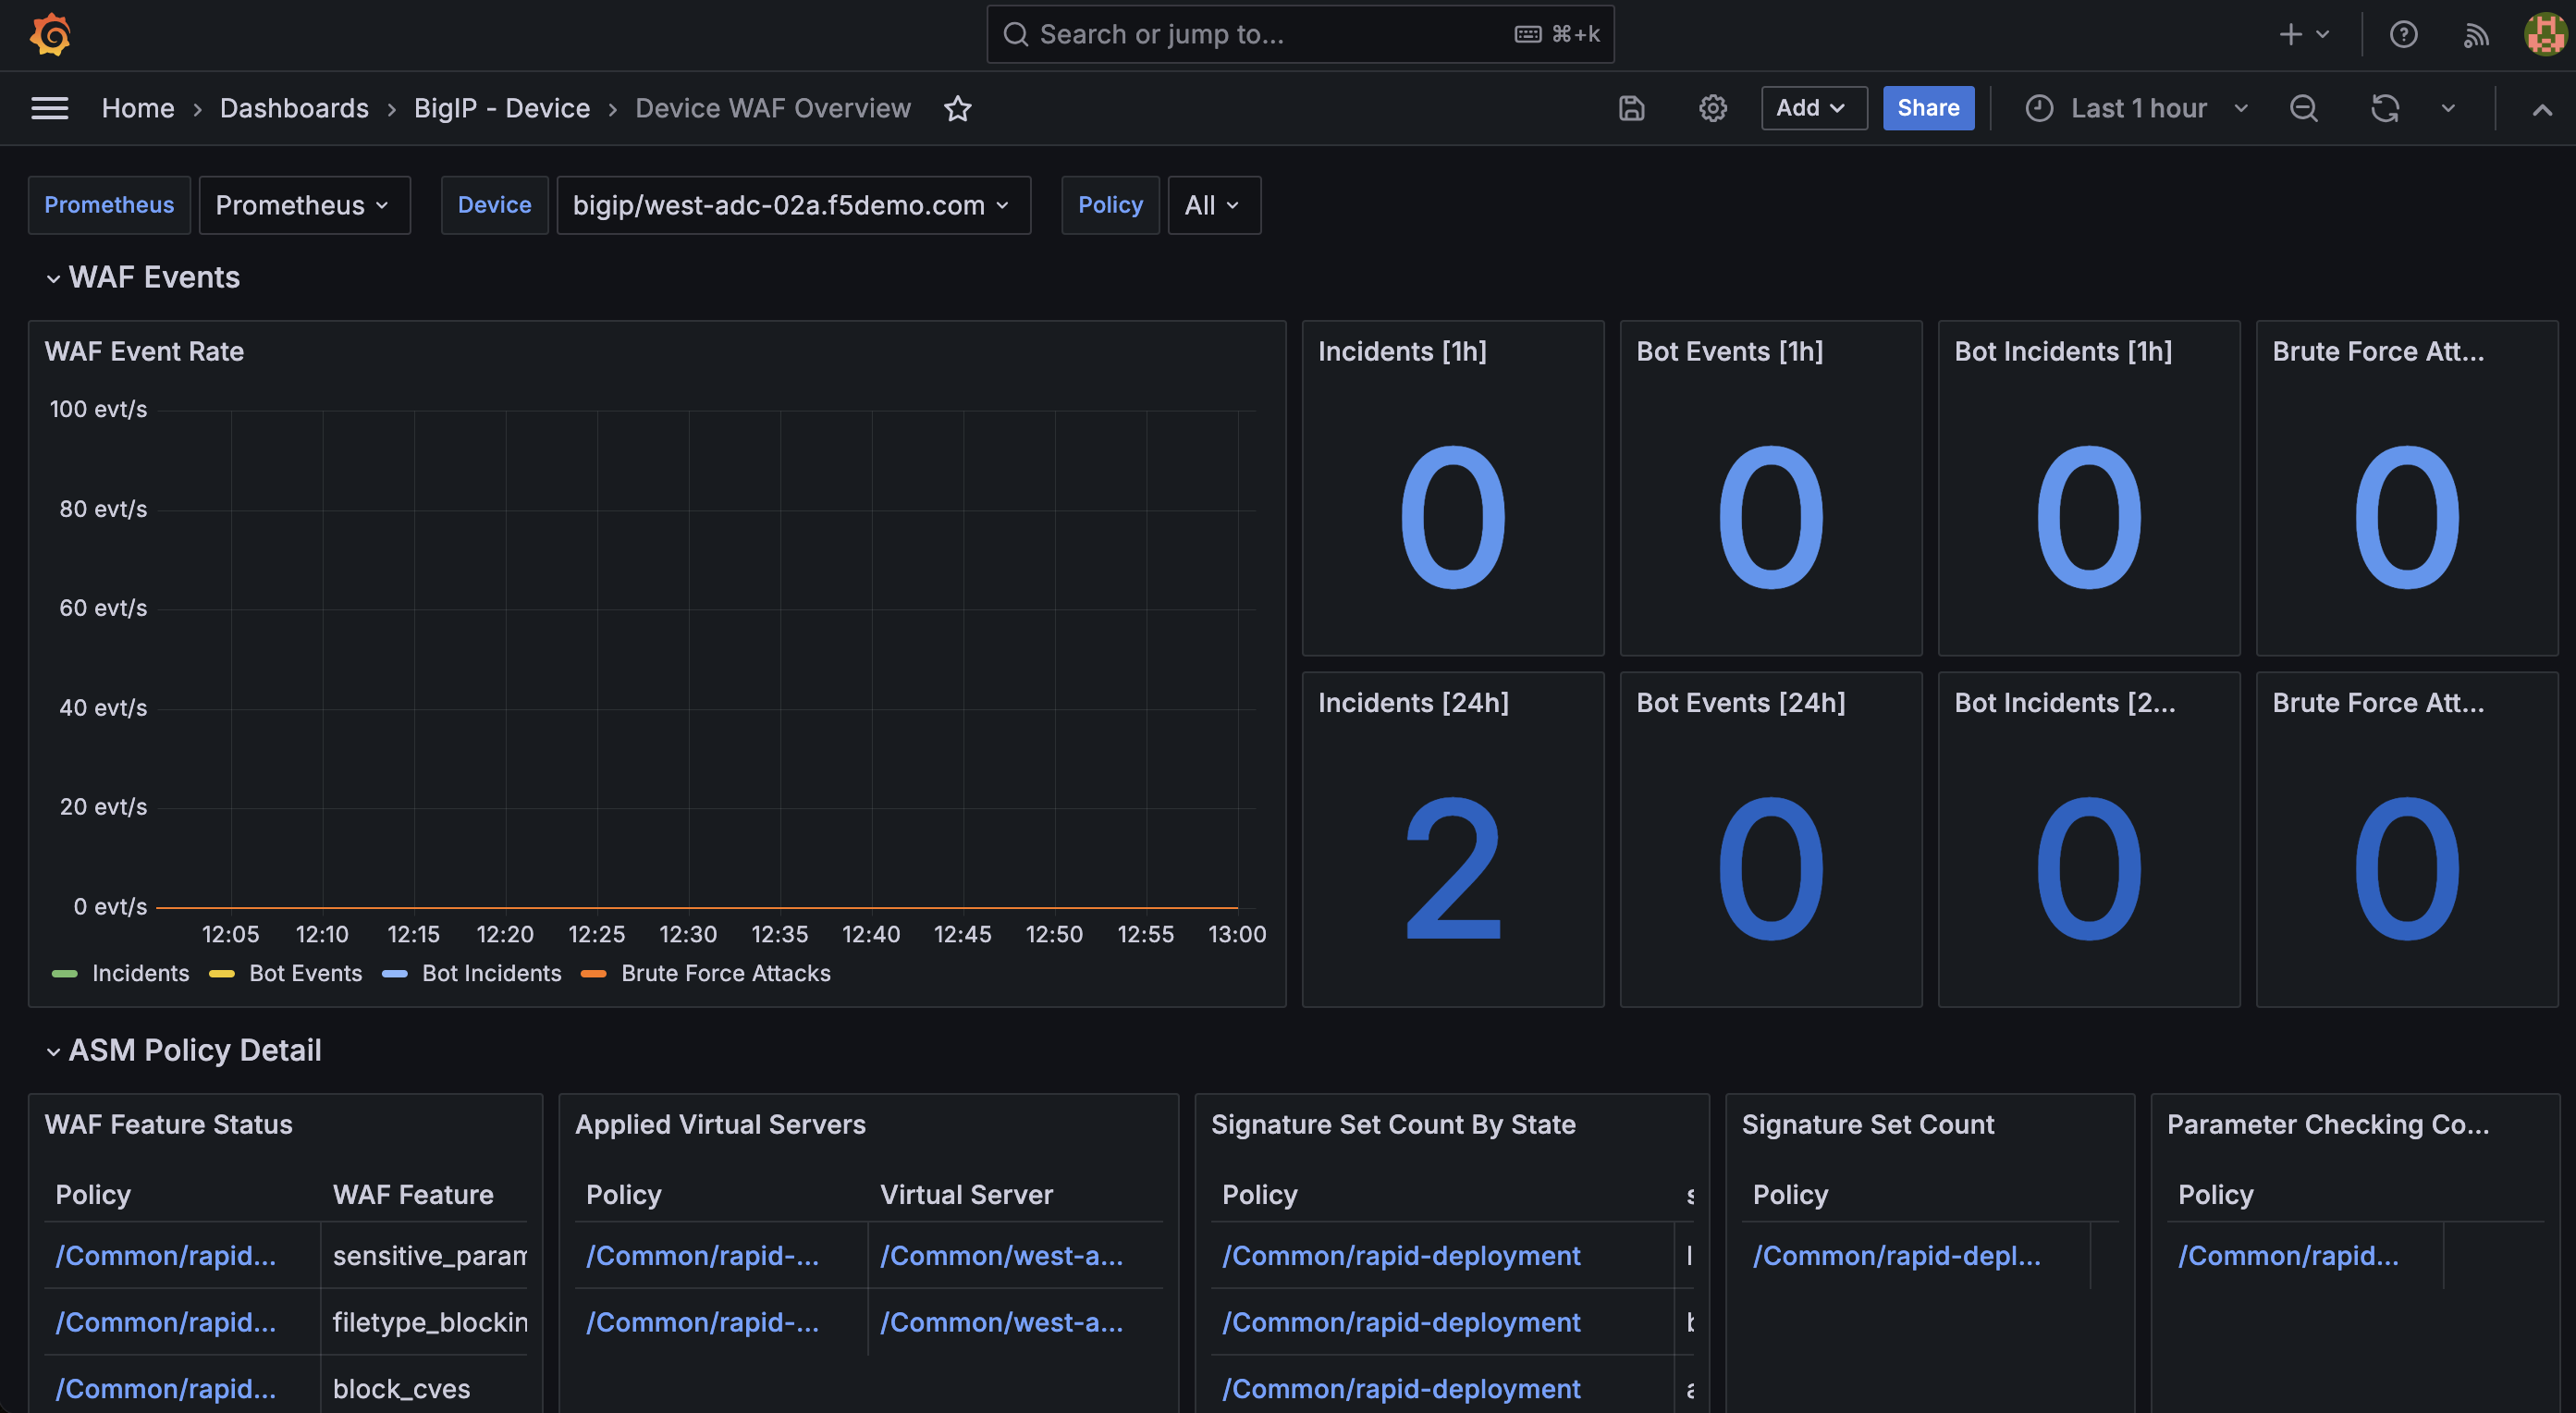 Search or jump to... ⌘+k
Home › Dashboards › BigIP - Device › Device WAF Overview
Add
Share
Last 1 hour
Prometheus Prometheus
Device bigip/west-adc-02a.f5demo.com
Policy All
WAF Events
WAF Event Rate
100 evt/s
80 evt/s
60 evt/s
40 evt/s
20 evt/s
0 evt/s
12:05 12:10 12:15 12:20 12:25 12:30 12:35 12:40 12:45 12:50 12:55 13:00
Incidents Bot Events Bot Incidents Brute Force Attacks
Incidents [1h]
0
Bot Events [1h]
0
Bot Incidents [1h]
0
Brute Force Att...
0
Incidents [24h]
2
Bot Events [24h]
0
Bot Incidents [2...
0
Brute Force Att...
0
ASM Policy Detail
WAF Feature Status
Policy WAF Feature
/Common/rapid... sensitive_param
/Common/rapid... filetype_blockin
/Common/rapid... block_cves
Applied Virtual Servers
Policy Virtual Server
/Common/rapid-... /Common/west-a...
/Common/rapid-... /Common/west-a...
Signature Set Count By State
Policy s
/Common/rapid-deployment
/Common/rapid-deployment
/Common/rapid-deployment
Signature Set Count
Policy
/Common/rapid-depl...
Parameter Checking Co...
Policy
/Common/rapid...